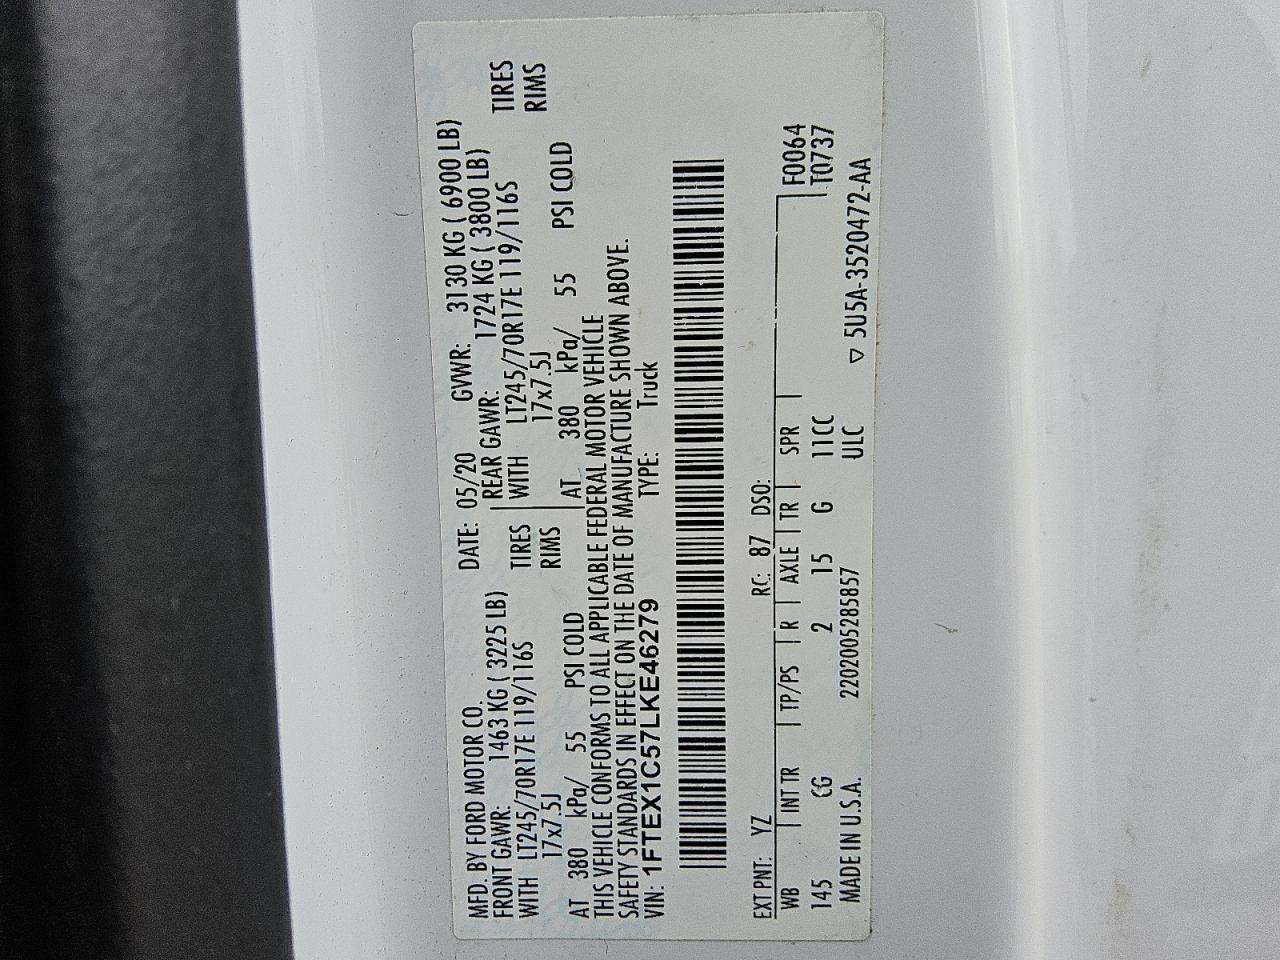 MFD. BY FORD MOTOR CO.
DATE: 05/20 GVWR: 3130 KG ( 6900 LB)
FRONT GAWR: 1463 KG ( 3225 LB) REAR GAWR: 1724 KG ( 3800 LB)
WITH LT245/70R17E 119/116S TIRES WITH LT245/70R17E 119/116S TIRES
17x7.5J RIMS 17x7.5J RIMS
AT 380 kPa/ 55 PSI COLD AT 380 kPa/ 55 PSI COLD
THIS VEHICLE CONFORMS TO ALL APPLICABLE FEDERAL MOTOR VEHICLE
SAFETY STANDARDS IN EFFECT ON THE DATE OF MANUFACTURE SHOWN ABOVE.
VIN: 1FTEX1C57LKE46279 TYPE: Truck
EXT PNT: YZ RC: 87 DSO:
WB INT TR TP/PS R AXLE TR SPR F0064
145 CG 2 15 G 11CC T0737
MADE IN U.S.A. 2202005285857 ULC
▽ 5U5A-3520472-AA